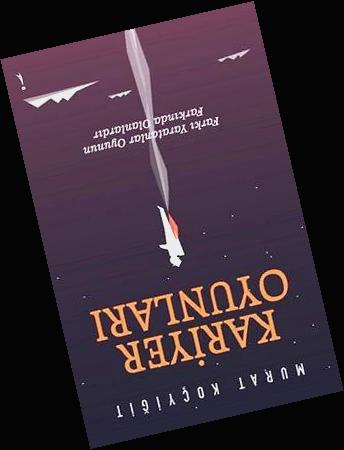 MURAT KOÇYİĞİT
KARİYER
OYUNLARI
Farkı Yaratanlar Oyunun
Farkında Olanlardır